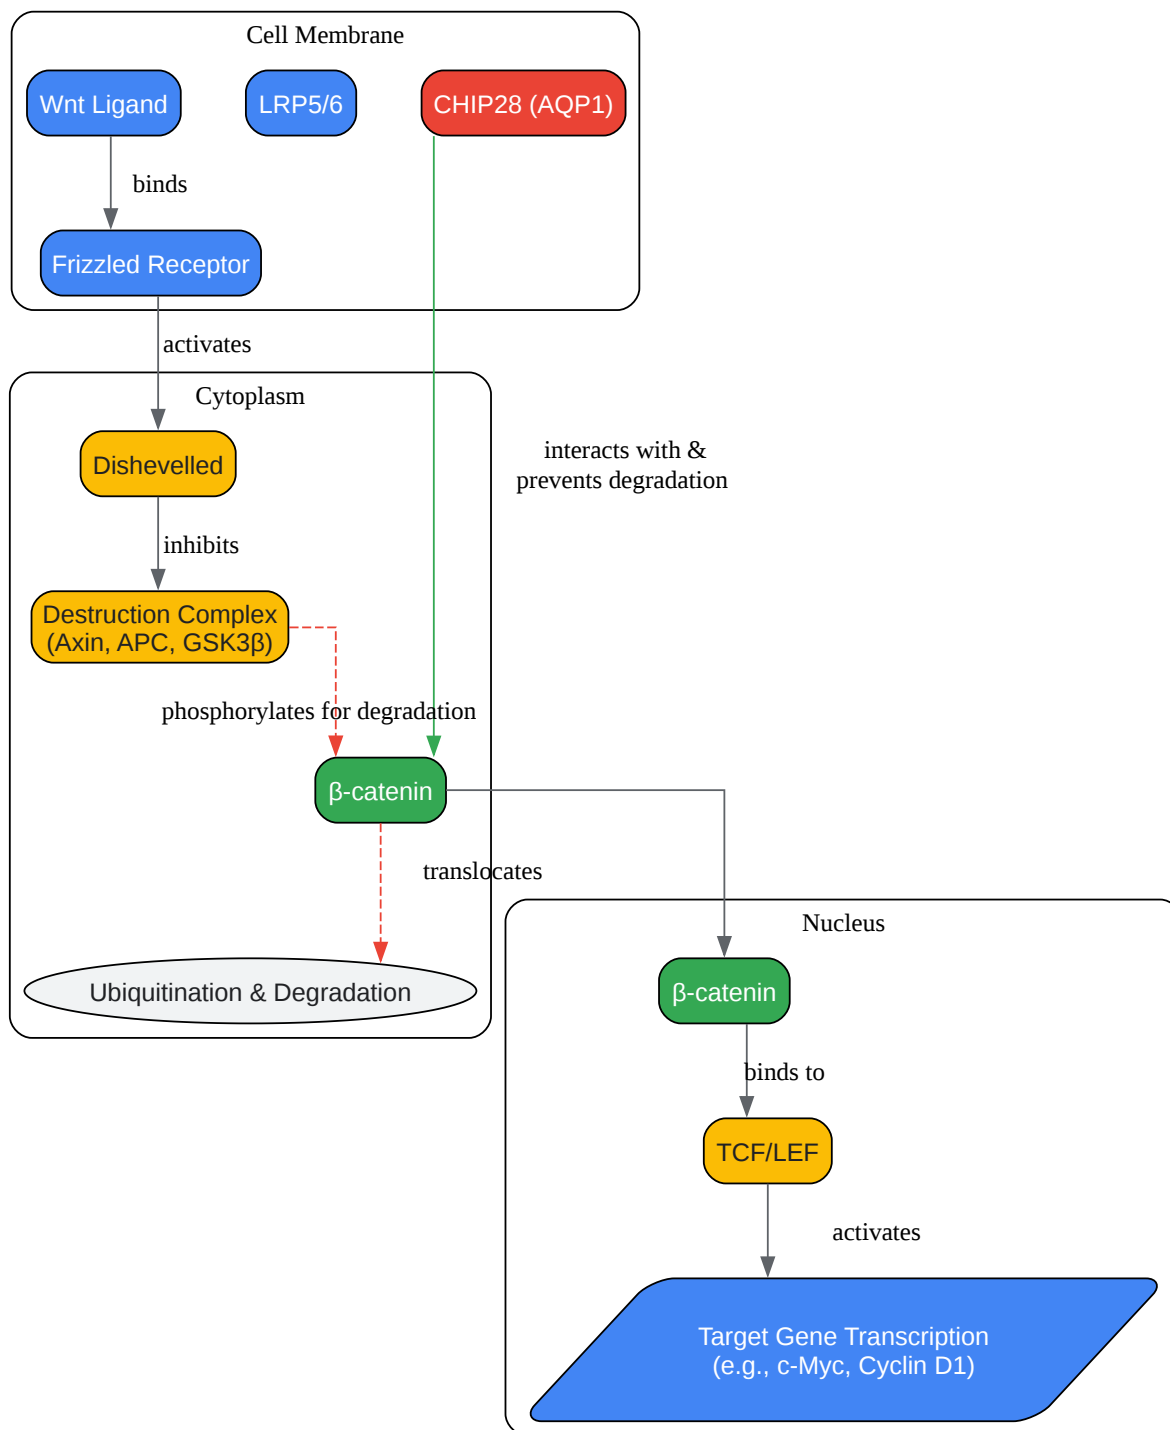 Cell Membrane
Wnt Ligand
LRP5/6
CHIP28 (AQP1)
binds
Frizzled Receptor
activates
Cytoplasm
Dishevelled
interacts with &
prevents degradation
inhibits
Destruction Complex
(Axin, APC, GSK3β)
phosphorylates for degradation
β-catenin
translocates
Nucleus
Ubiquitination & Degradation
β-catenin
binds to
TCF/LEF
activates
Target Gene Transcription
(e.g., c-Myc, Cyclin D1)